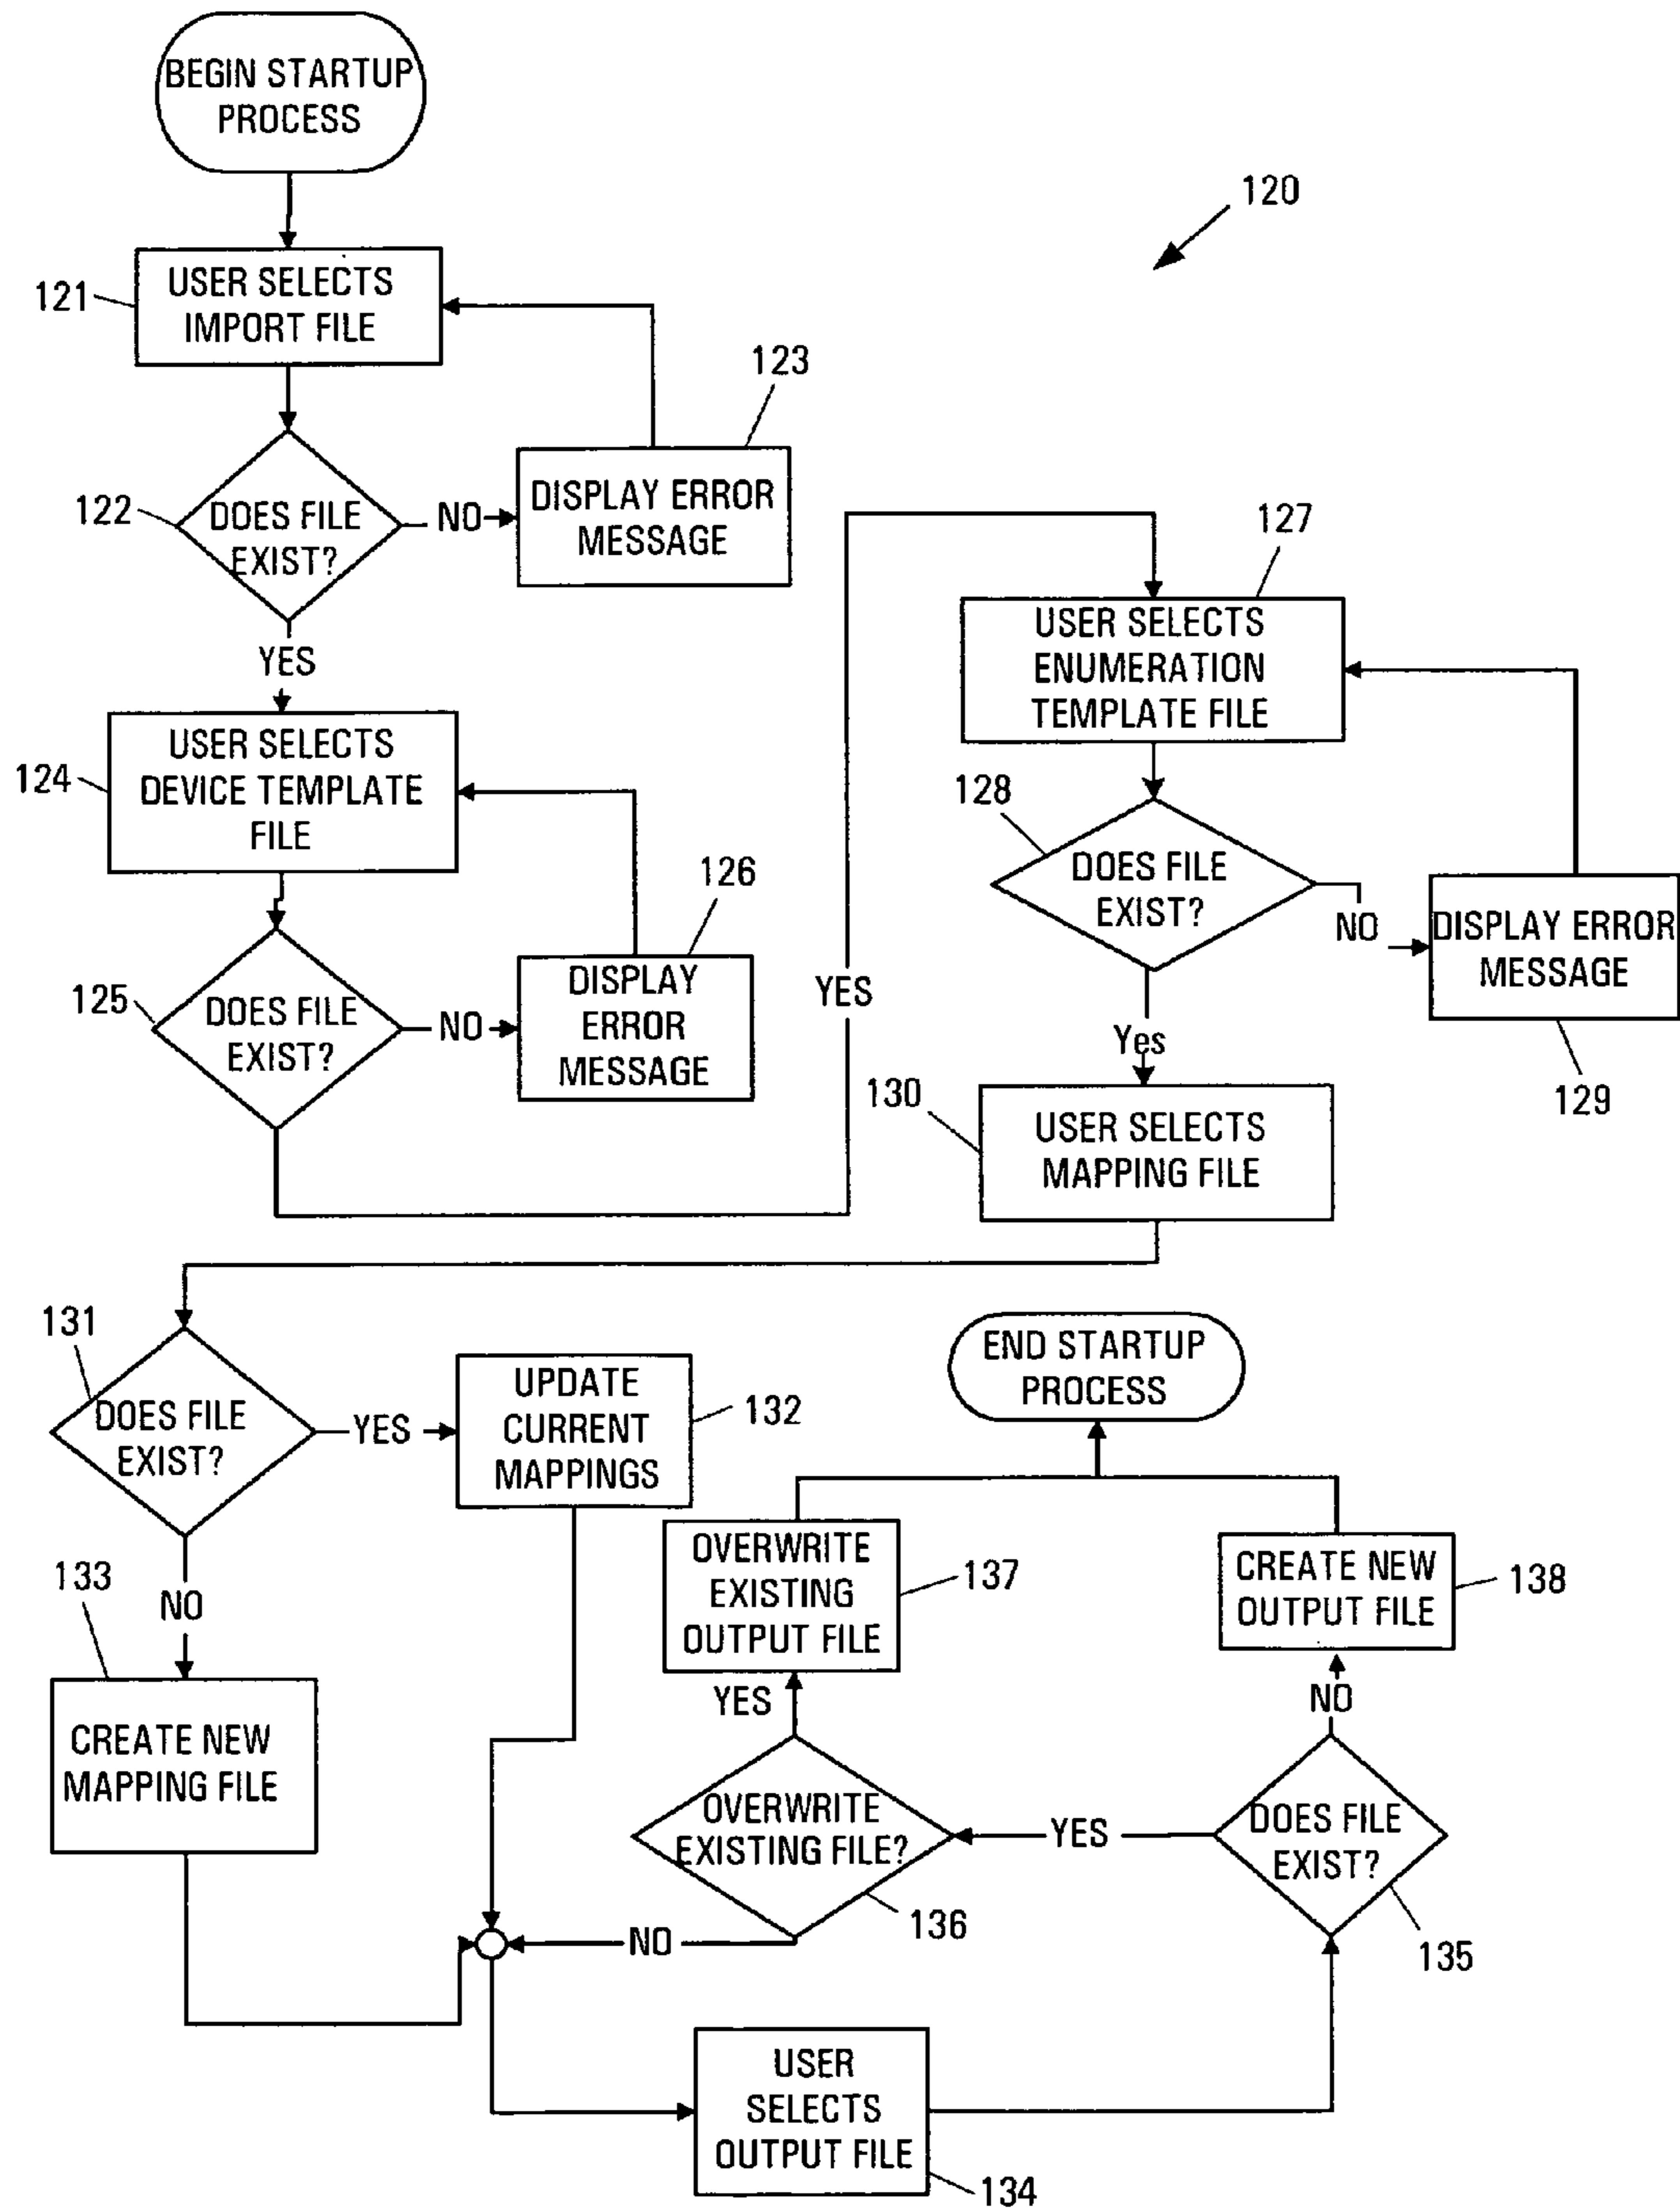 BEGIN STARTUP
PROCESS
120
121
USER SELECTS
IMPORT FILE
123
122
DOES FILE
EXIST?
NO
DISPLAY ERROR
MESSAGE
YES
124
USER SELECTS
DEVICE TEMPLATE
FILE
126
125
DOES FILE
EXIST?
NO
DISPLAY
ERROR
MESSAGE
YES
127
USER SELECTS
ENUMERATION
TEMPLATE FILE
128
DOES FILE
EXIST?
NO
DISPLAY ERROR
MESSAGE
129
Yes
130
USER SELECTS
MAPPING FILE
131
DOES FILE
EXIST?
YES
UPDATE
CURRENT
MAPPINGS
132
NO
133
CREATE NEW
MAPPING FILE
END STARTUP
PROCESS
OVERWRITE
EXISTING
OUTPUT FILE
137
CREATE NEW
OUTPUT FILE
138
YES
NO
OVERWRITE
EXISTING FILE?
136
YES
DOES FILE
EXIST?
135
NO
USER
SELECTS
OUTPUT FILE
134